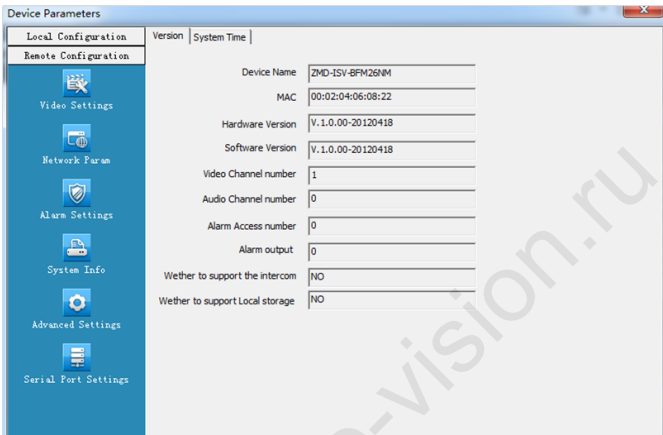 Device Parameters
Local Configuration
Remote Configuration
Video Settings
Network Param
Alarm Settings
System Info
Advanced Settings
Serial Port Settings
Version System Time
Device Name ZMD-ISV-BFM26NM
MAC 00:02:04:06:08:22
Hardware Version V.1.0.00-20120418
Software Version V.1.0.00-20120418
Video Channel number 1
Audio Channel number 0
Alarm Access number 0
Alarm output 0
Wether to support the intercom NO
Wether to support Local storage NO
-vision.ru